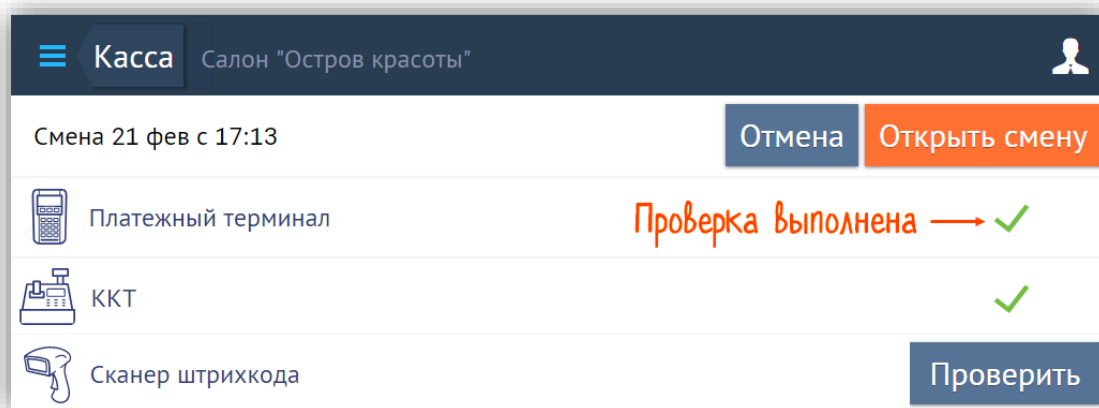 Касса Салон "Остров красоты"
Смена 21 фев с 17:13 Отмена Открыть смену
Платежный терминал Проверка выполнена
ККТ
Сканер штрихкода Проверить